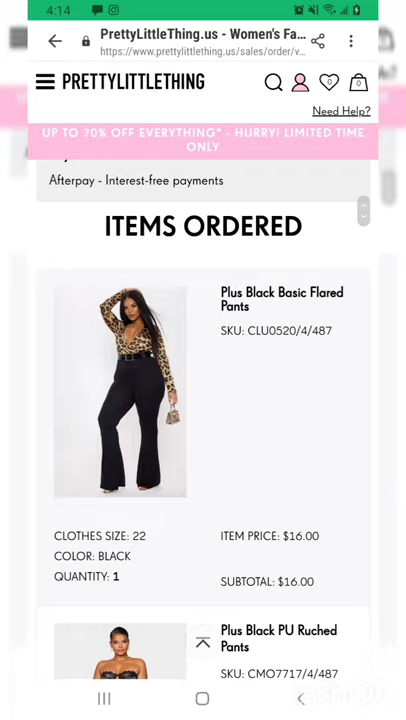 4:14
PrettyLittleThing.us - Women's Fa...
https://www.prettylittlething.us/sales/order/v...
PRETTYLITTLETHING
0
0
Need Help?
UP TO 70% OFF EVERYTHING* - HURRY! LIMITED TIME
ONLY
Afterpay - Interest-free payments
ITEMS ORDERED
Plus Black Basic Flared
Pants
SKU: CLU0520/4/487
CLOTHES SIZE: 22
COLOR: BLACK
QUANTITY: 1
ITEM PRICE: $16.00
SUBTOTAL: $16.00
Plus Black PU Ruched
Pants
SKU: CMO7717/4/487